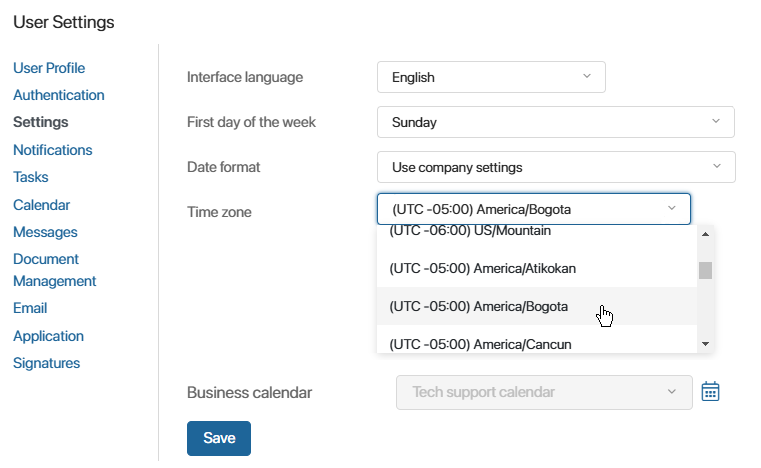 User Settings
User Profile
Authentication
Settings
Notifications
Tasks
Calendar
Messages
Document
Management
Email
Application
Signatures
Interface language
English
First day of the week
Sunday
Date format
Use company settings
Time zone
(UTC -05:00) America/Bogota
(UTC -06:00) US/Mountain
(UTC -05:00) America/Atikokan
(UTC -05:00) America/Bogota
(UTC -05:00) America/Cancun
Business calendar
Tech support calendar
Save